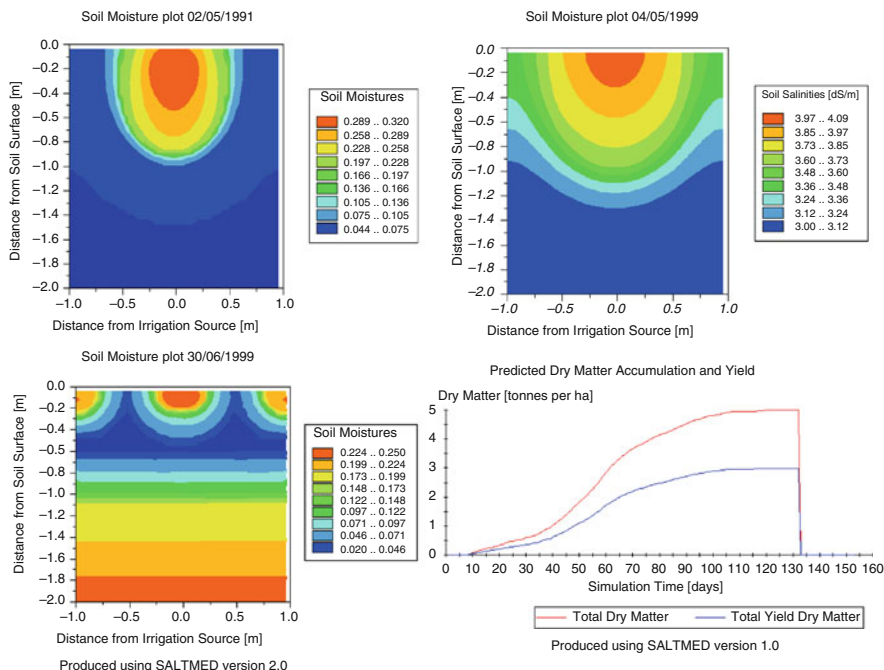 Soil Moisture plot 02/05/1991
Distance from Soil Surface [m]
0.0
−0.2
−0.4
−0.6
−0.8
−1.0
−1.2
−1.4
−1.6
−1.8
−2.0
−1.0 −0.5 0.0 0.5 1.0
Distance from Irrigation Source [m]
Soil Moistures
0.289 .. 0.320
0.258 .. 0.289
0.228 .. 0.258
0.197 .. 0.228
0.166 .. 0.197
0.136 .. 0.166
0.105 .. 0.136
0.075 .. 0.105
0.044 .. 0.075
Soil Moisture plot 04/05/1999
Distance from Soil Surface [m]
0.0
−0.2
−0.4
−0.6
−0.8
−1.0
−1.2
−1.4
−1.6
−1.8
−2.0
−1.0 −0.5 0.0 0.5 1.0
Distance from Irrigation Source [m]
Soil Salinities [dS/m]
3.97 .. 4.09
3.85 .. 3.97
3.73 .. 3.85
3.60 .. 3.73
3.48 .. 3.60
3.36 .. 3.48
3.24 .. 3.36
3.12 .. 3.24
3.00 .. 3.12
Soil Moisture plot 30/06/1999
Distance from Soil Surface [m]
0.0
−0.2
−0.4
−0.6
−0.8
−1.0
−1.2
−1.4
−1.6
−1.8
−2.0
−1.0 −0.5 0.0 0.5 1.0
Distance from Irrigation Source [m]
Produced using SALTMED version 2.0
Soil Moistures
0.224 .. 0.250
0.199 .. 0.224
0.173 .. 0.199
0.148 .. 0.173
0.122 .. 0.148
0.097 .. 0.122
0.071 .. 0.097
0.046 .. 0.071
0.020 .. 0.046
Predicted Dry Matter Accumulation and Yield
Dry Matter [tonnes per ha]
5
4
3
2
1
0
0 10 20 30 40 50 60 70 80 90 100 110 120 130 140 150 160
Simulation Time [days]
Total Dry Matter Total Yield Dry Matter
Produced using SALTMED version 1.0